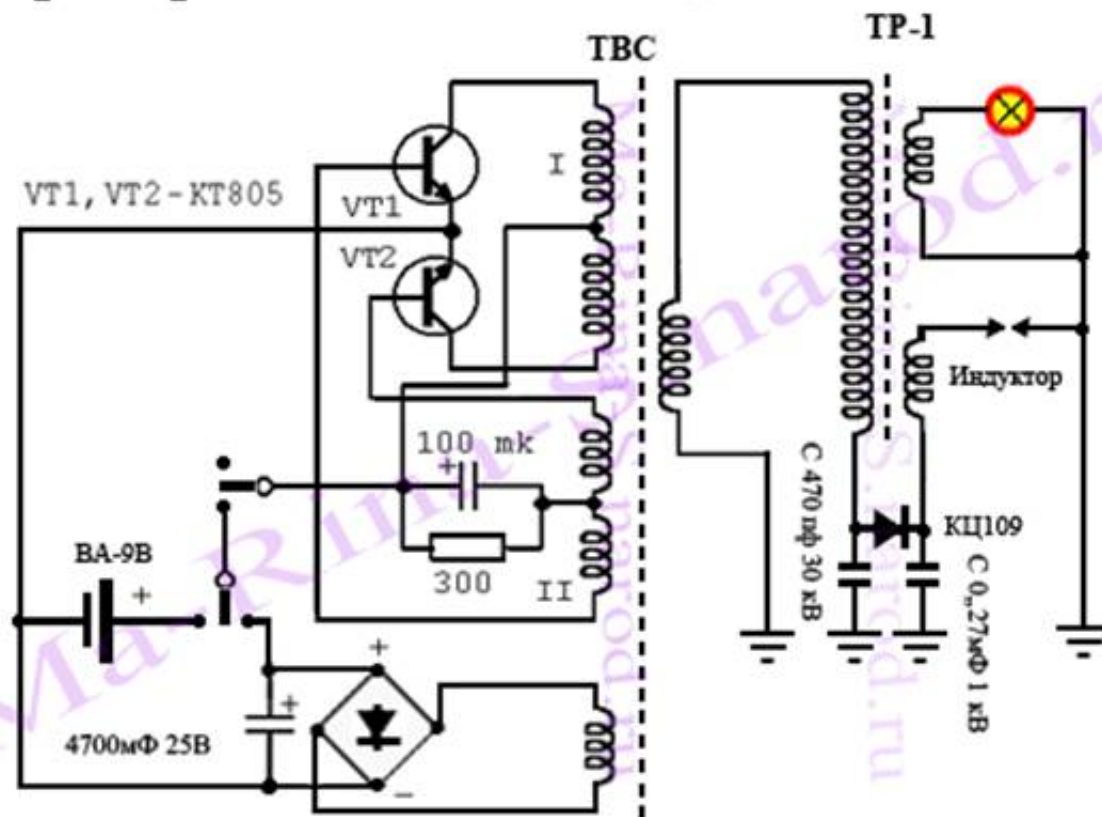 ТВС
ТР-1
I
VT1, VT2-КТ805
VT1
VT2
Индуктор
100 mk
+
С 470 пф 30 кВ
КЦ109
ВА-9В
+
300
II
С 0,,27мФ 1 кВ
+
+
4700мФ 25В
-